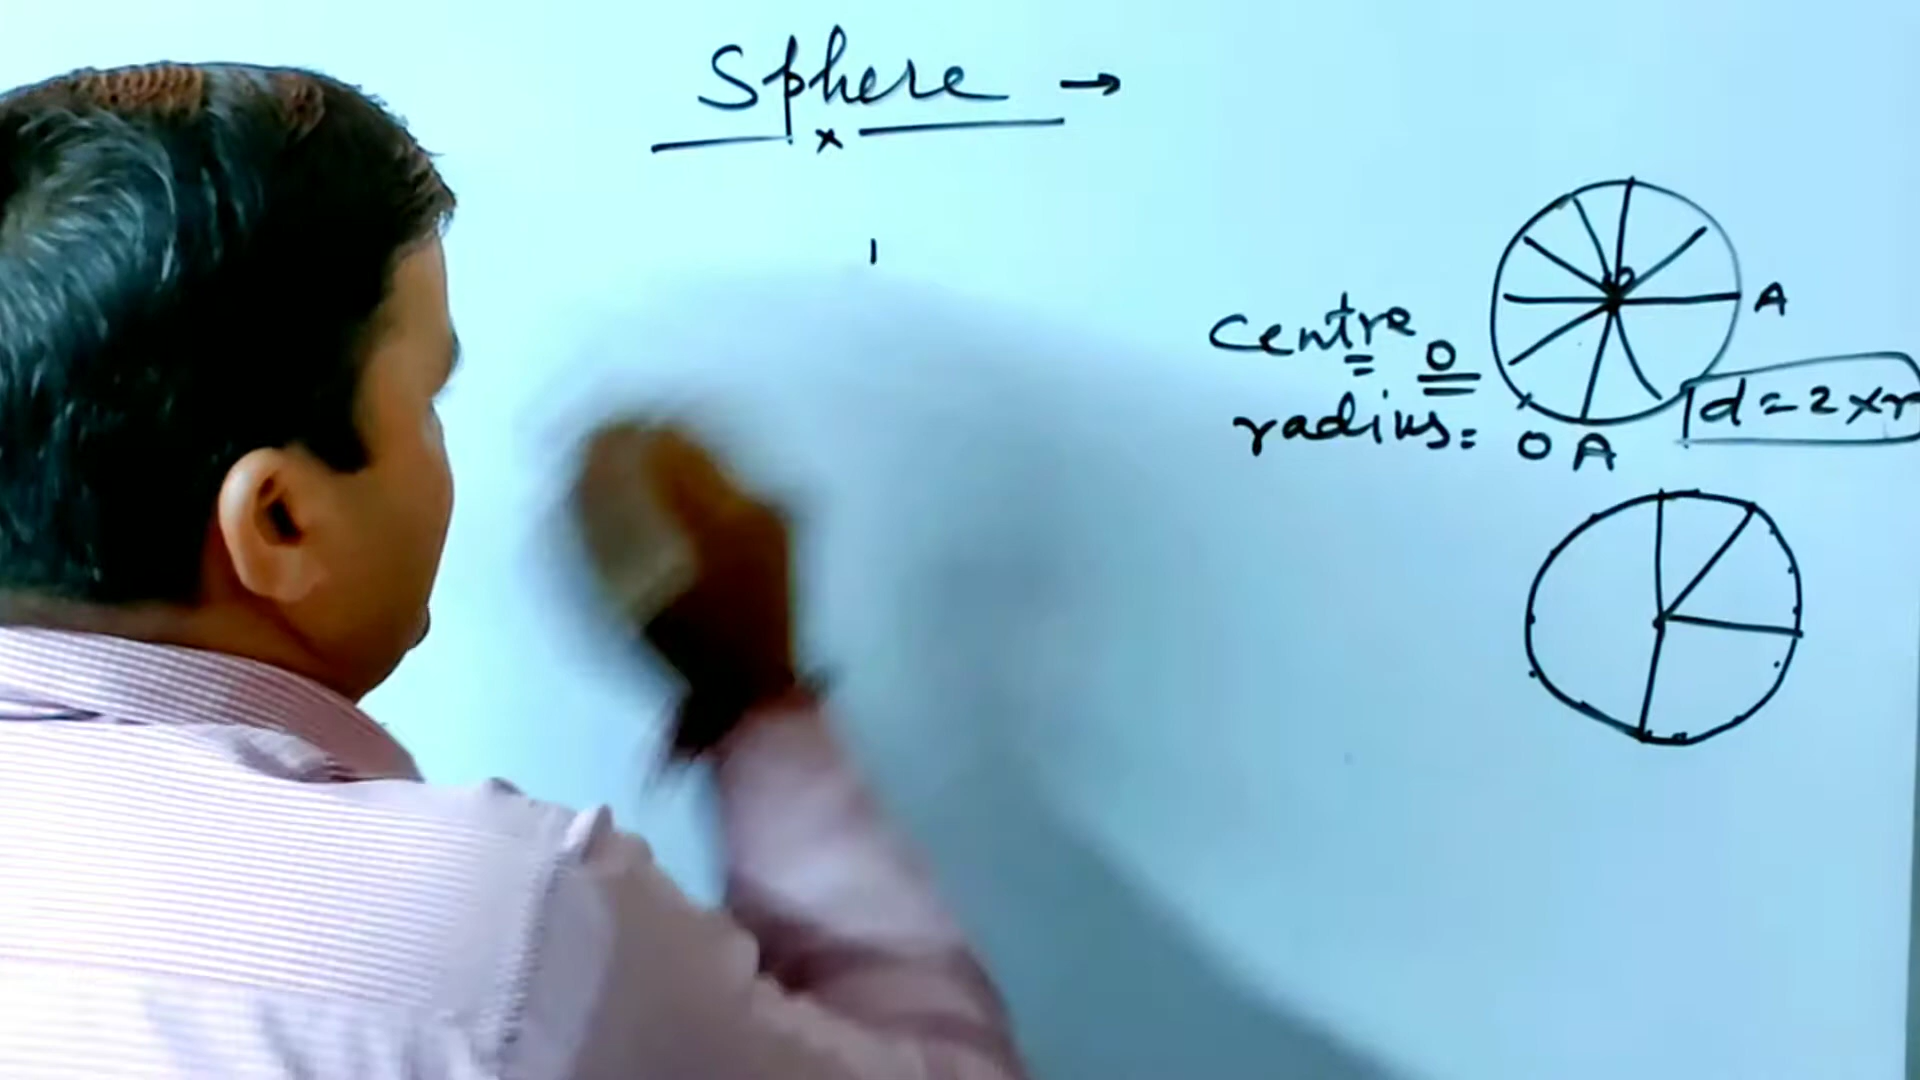 Sphere →
x
A
Centre O
radius = OA
d = 2 x r